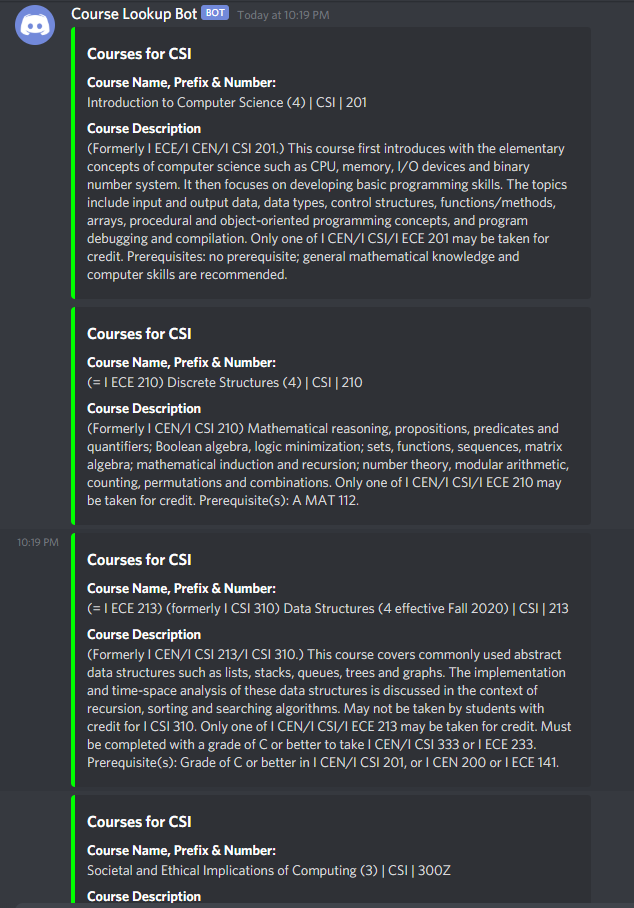 Course Lookup Bot BOT Today at 10:19 PM
Courses for CSI
Course Name, Prefix & Number:
Introduction to Computer Science (4) | CSI | 201
Course Description
(Formerly I ECE/I CEN/I CSI 201.) This course first introduces with the elementary
concepts of computer science such as CPU, memory, I/O devices and binary
number system. It then focuses on developing basic programming skills. The topics
include input and output data, data types, control structures, functions/methods,
arrays, procedural and object-oriented programming concepts, and program
debugging and compilation. Only one of I CEN/I CSI/I ECE 201 may be taken for
credit. Prerequisites: no prerequisite; general mathematical knowledge and
computer skills are recommended.
Courses for CSI
Course Name, Prefix & Number:
(= I ECE 210) Discrete Structures (4) | CSI | 210
Course Description
(Formerly I CEN/I CSI 210) Mathematical reasoning, propositions, predicates and
quantifiers; Boolean algebra, logic minimization; sets, functions, sequences, matrix
algebra; mathematical induction and recursion; number theory, modular arithmetic,
counting, permutations and combinations. Only one of I CEN/I CSI/I ECE 210 may
be taken for credit. Prerequisite(s): A MAT 112.
10:19 PM
Courses for CSI
Course Name, Prefix & Number:
(= I ECE 213) (formerly I CSI 310) Data Structures (4 effective Fall 2020) | CSI | 213
Course Description
(Formerly I CEN/I CSI 213/I CSI 310.) This course covers commonly used abstract
data structures such as lists, stacks, queues, trees and graphs. The implementation
and time-space analysis of these data structures is discussed in the context of
recursion, sorting and searching algorithms. May not be taken by students with
credit for I CSI 310. Only one of I CEN/I CSI/I ECE 213 may be taken for credit. Must
be completed with a grade of C or better to take I CEN/I CSI 333 or I ECE 233.
Prerequisite(s): Grade of C or better in I CEN/I CSI 201, or I CEN 200 or I ECE 141.
Courses for CSI
Course Name, Prefix & Number:
Societal and Ethical Implications of Computing (3) | CSI | 300Z
Course Description